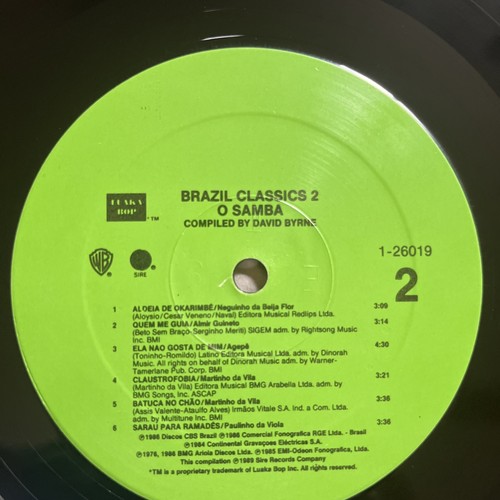 BRAZIL CLASSICS 2
LUAKA
BOP
™
O SAMBA
COMPILED BY DAVID BYRNE
WB
SIRE
1-26019
2
1 ALDEIA DE OKARIMBÉ/Neguinho da Beija Flor 3:09
(Aloysio/Cesar Veneno/Naval) Editora Musical Redlips Ltda.
2 QUEM ME GUIA/Almir Guineto 3:14
(Beto Sem Braço-Serginho Meriti) SIGEM adm. by Rightsong Music
Inc. BMI
3 ELA NAO GOSTA DE MIM/Agepê 4:30
(Toninho-Romildo) Latino Editora Musical Ltda. adm. by Dinorah
Music. All rights on behalf of Dinorah Music adm. by Warner-
Tamerlane Pub. Corp. BMI
4 CLAUSTROFOBIA/Martinho da Vila 3:21
(Martinho da Vila) Editora Musical BMG Arabella Ltda. adm. by
BMG Songs, Inc. ASCAP
5 BATUCA NO CHÃO/Martinho da Vila 3:36
(Assis Valente-Ataulfo Alves) Irmãos Vitale S.A. Ind. a Com. Ltda.
adm. by Multitune Inc. BMI
6 SARAU PARA RAMADÉS/Paulinho da Viola 3:36
℗1986 Discos CBS Brazil ℗1986 Comercial Fonografica RGE Ltda. - Brasil
℗1984 Continental Gravaçoes Eléctricas S.A.
℗1976, 1986 BMG Ariola Discos Ltda. ℗1985 EMI-Odeon Fonografica, Ltda.
This compilation ℗1989 Sire Records Company
*TM is a proprietary trademark of Luaka Bop Inc. All rights reserved.